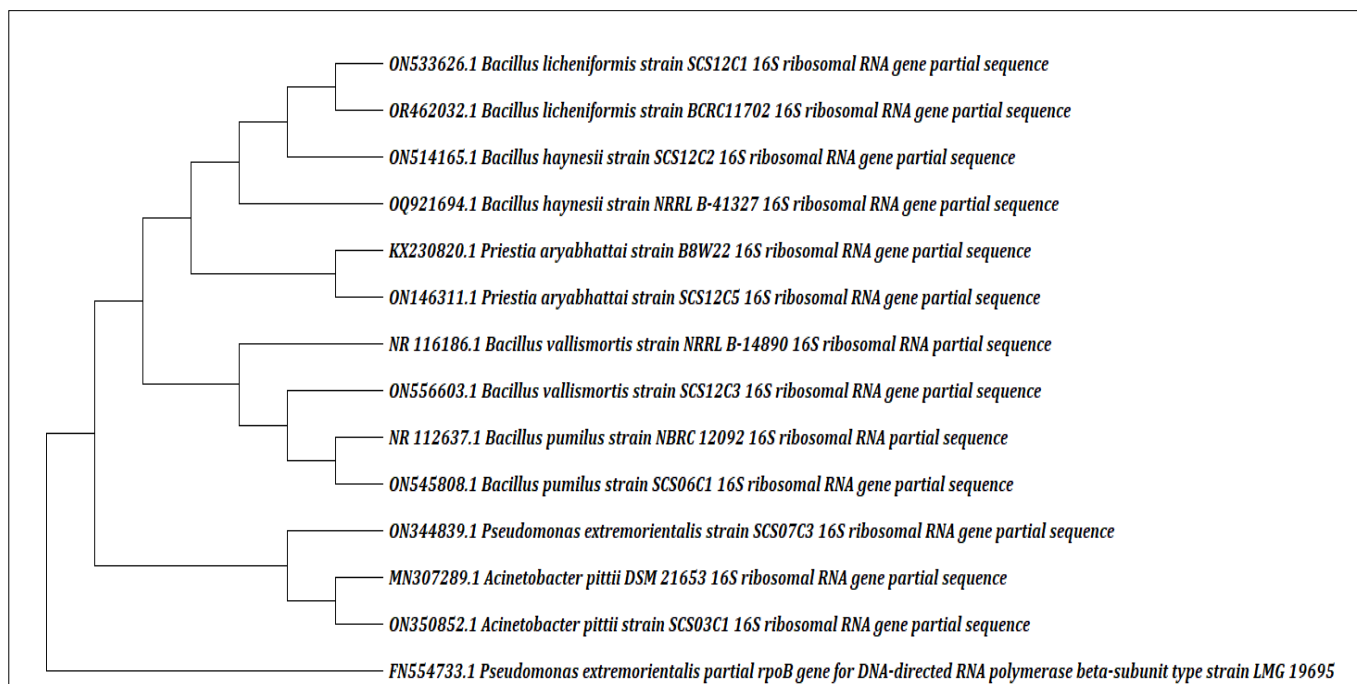 ON533626.1 Bacillus licheniformis strain SCS12C1 16S ribosomal RNA gene partial sequence
OR462032.1 Bacillus licheniformis strain BCRC11702 16S ribosomal RNA gene partial sequence
ON514165.1 Bacillus haynesii strain SCS12C2 16S ribosomal RNA gene partial sequence
OQ921694.1 Bacillus haynesii strain NRRL B-41327 16S ribosomal RNA gene partial sequence
KX230820.1 Priestia aryabhattai strain B8W22 16S ribosomal RNA gene partial sequence
ON146311.1 Priestia aryabhattai strain SCS12C5 16S ribosomal RNA gene partial sequence
NR 116186.1 Bacillus vallismortis strain NRRL B-14890 16S ribosomal RNA partial sequence
ON556603.1 Bacillus vallismortis strain SCS12C3 16S ribosomal RNA gene partial sequence
NR 112637.1 Bacillus pumilus strain NBRC 12092 16S ribosomal RNA partial sequence
ON545808.1 Bacillus pumilus strain SCS06C1 16S ribosomal RNA gene partial sequence
ON344839.1 Pseudomonas extremorientalis strain SCS07C3 16S ribosomal RNA gene partial sequence
MN307289.1 Acinetobacter pittii DSM 21653 16S ribosomal RNA gene partial sequence
ON350852.1 Acinetobacter pittii strain SCS03C1 16S ribosomal RNA gene partial sequence
FN554733.1 Pseudomonas extremorientalis partial rpoB gene for DNA-directed RNA polymerase beta-subunit type strain LMG 19695